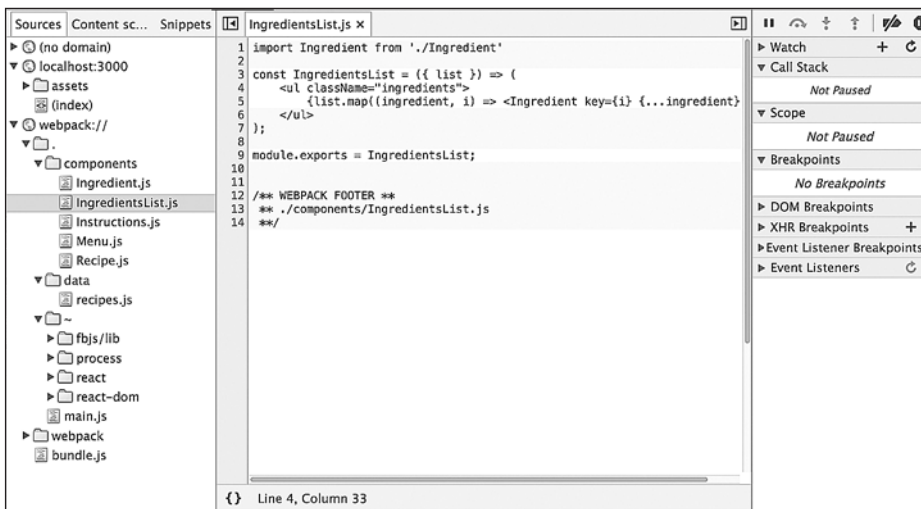 Sources Content sc... Snippets
(no domain)
localhost:3000
assets
(index)
webpack://
.
components
Ingredient.js
IngredientsList.js
Instructions.js
Menu.js
Recipe.js
data
recipes.js
~
fbjs/lib
process
react
react-dom
main.js
webpack
bundle.js
IngredientsList.js ×
1 import Ingredient from './Ingredient'
2
3 const IngredientsList = ({ list }) => (
4     <ul className="ingredients">
5         {list.map((ingredient, i) => <Ingredient key={i} {...ingredient}
6     </ul>
7 );
8
9 module.exports = IngredientsList;
10
11
12 /** WEBPACK FOOTER **
13  ** ./components/IngredientsList.js
14  **/
{} Line 4, Column 33
Watch +
Call Stack
Not Paused
Scope
Not Paused
Breakpoints
No Breakpoints
DOM Breakpoints
XHR Breakpoints +
Event Listener Breakpoints
Event Listeners